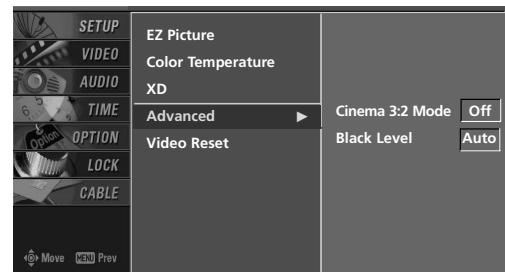 SETUP
VIDEO
AUDIO
TIME
OPTION
LOCK
CABLE
Move MENU Prev
EZ Picture
Color Temperature
XD
Advanced ▶
Video Reset
Cinema 3:2 Mode Off
Black Level Auto